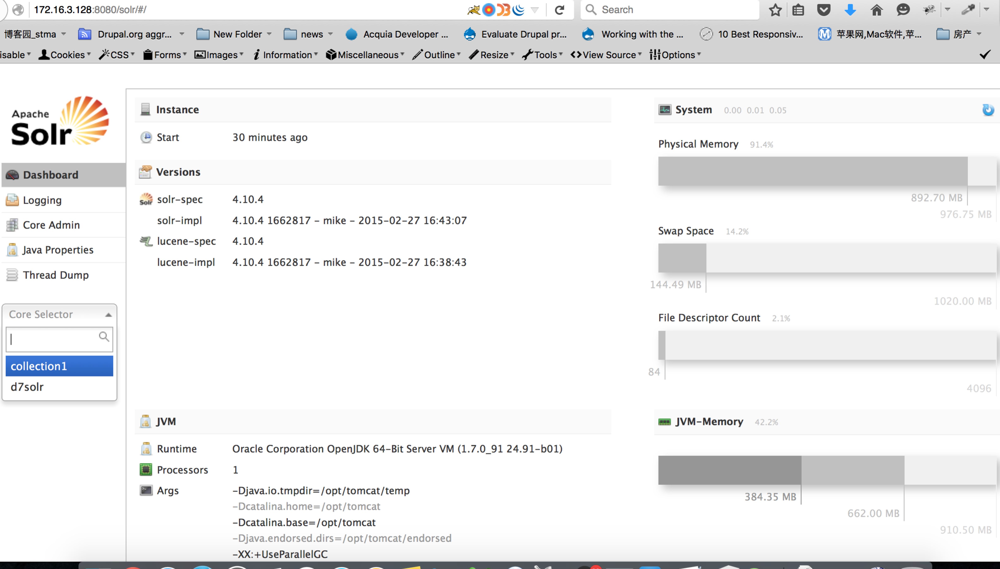 172.16.3.128:8080/solr/#/
Search
博客园_stma
Drupal.org aggr...
New Folder
news
Acquia Developer ...
Evaluate Drupal pr...
Working with the ...
10 Best Responsiv...
苹果网,Mac软件,苹...
房产
isable
Cookies
CSS
Forms
Images
Information
Miscellaneous
Outline
Resize
Tools
View Source
Options
Apache
Solr
Dashboard
Logging
Core Admin
Java Properties
Thread Dump
Core Selector
collection1
d7solr
Instance
Start 30 minutes ago
Versions
Solr solr-spec 4.10.4
solr-impl 4.10.4 1662817 - mike - 2015-02-27 16:43:07
lucene-spec 4.10.4
lucene-impl 4.10.4 1662817 - mike - 2015-02-27 16:38:43
JVM
Runtime Oracle Corporation OpenJDK 64-Bit Server VM (1.7.0_91 24.91-b01)
Processors 1
Args -Djava.io.tmpdir=/opt/tomcat/temp
-Dcatalina.home=/opt/tomcat
-Dcatalina.base=/opt/tomcat
-Djava.endorsed.dirs=/opt/tomcat/endorsed
-XX:+UseParallelGC
System 0.00 0.01 0.05
Physical Memory 91.4%
892.70 MB
976.75 MB
Swap Space 14.2%
144.49 MB
1020.00 MB
File Descriptor Count 2.1%
84
4096
JVM-Memory 42.2%
384.35 MB
662.00 MB
910.50 MB